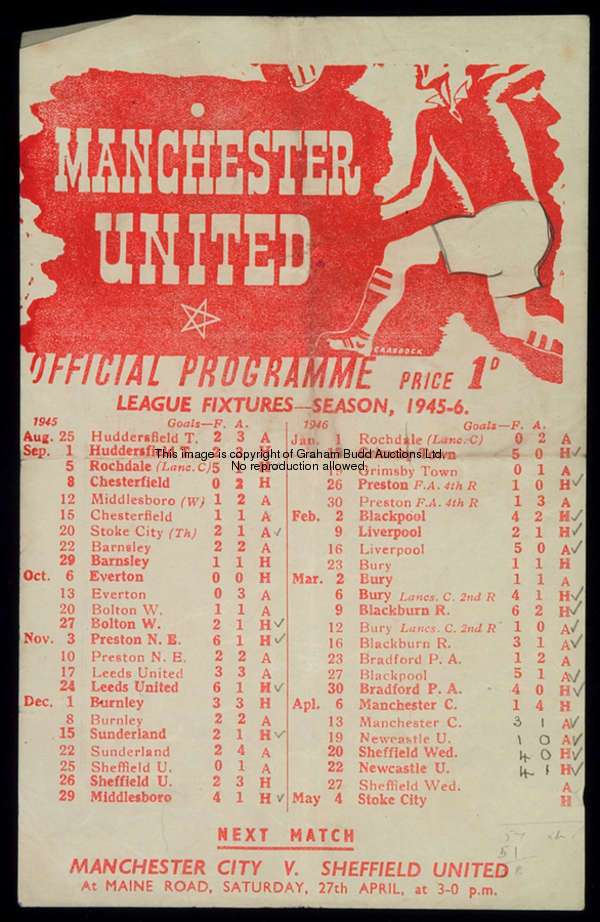 MANCHESTER
UNITED
CRADDOCK
OFFICIAL PROGRAMME PRICE 1D
LEAGUE FIXTURES—SEASON, 1945-6.
1945 Goals—F. A.
Aug. 25 Huddersfield T. 2 3 A
Sep. 1 Huddersfield
5 Rochdale (Lanc. C) 5
8 Chesterfield 0 2 H
12 Middlesboro (W) 1 2 A
15 Chesterfield 1 1 A
20 Stoke City (Th) 2 1 A ✓
22 Barnsley 2 2 A
29 Barnsley 1 1 H
Oct. 6 Everton 0 0 H
13 Everton 0 3 A
20 Bolton W. 1 1 A
27 Bolton W. 2 1 H ✓
Nov. 3 Preston N. E. 6 1 H ✓
10 Preston N. E. 2 2 A
17 Leeds United 3 3 A
24 Leeds United 6 1 H ✓
Dec. 1 Burnley 3 3 H
8 Burnley 2 2 A
15 Sunderland 2 1 H ✓
22 Sunderland 2 4 A
25 Sheffield U. 0 1 A
26 Sheffield U. 2 3 H
29 Middlesboro 4 1 H ✓
1946 Goals—F. A.
Jan. 1 Rochdale (Lanc. C) 0 2 A
5 0 H ✓
Grimsby Town 0 1 A
26 Preston F.A. 4th R 1 0 H ✓
30 Preston F.A. 4th R 1 3 A
Feb. 2 Blackpool 4 2 H ✓
9 Liverpool 2 1 H ✓
16 Liverpool 5 0 A ✓
23 Bury 1 1 H
Mar. 2 Bury 1 1 A
6 Bury Lancs. C. 2nd R 4 1 H ✓
9 Blackburn R. 6 2 H ✓
12 Bury Lancs. C. 2nd R 1 0 A ✓
16 Blackburn R. 3 1 A ✓
23 Bradford P. A. 1 2 A
27 Blackpool 5 1 A ✓
30 Bradford P. A. 4 0 H ✓
Apl. 6 Manchester C. 1 4 H
13 Manchester C. 3 1 A ✓
19 Newcastle U. 1 0 A ✓
20 Sheffield Wed. 4 0 H ✓
22 Newcastle U. 4 1 H ✓
27 Sheffield Wed. A
May 4 Stoke City H
This image is copyright of Graham Budd Auctions Ltd.
No reproduction allowed.
51
NEXT MATCH
MANCHESTER CITY V. SHEFFIELD UNITED
At MAINE ROAD, SATURDAY, 27th APRIL, at 3-0 p.m.